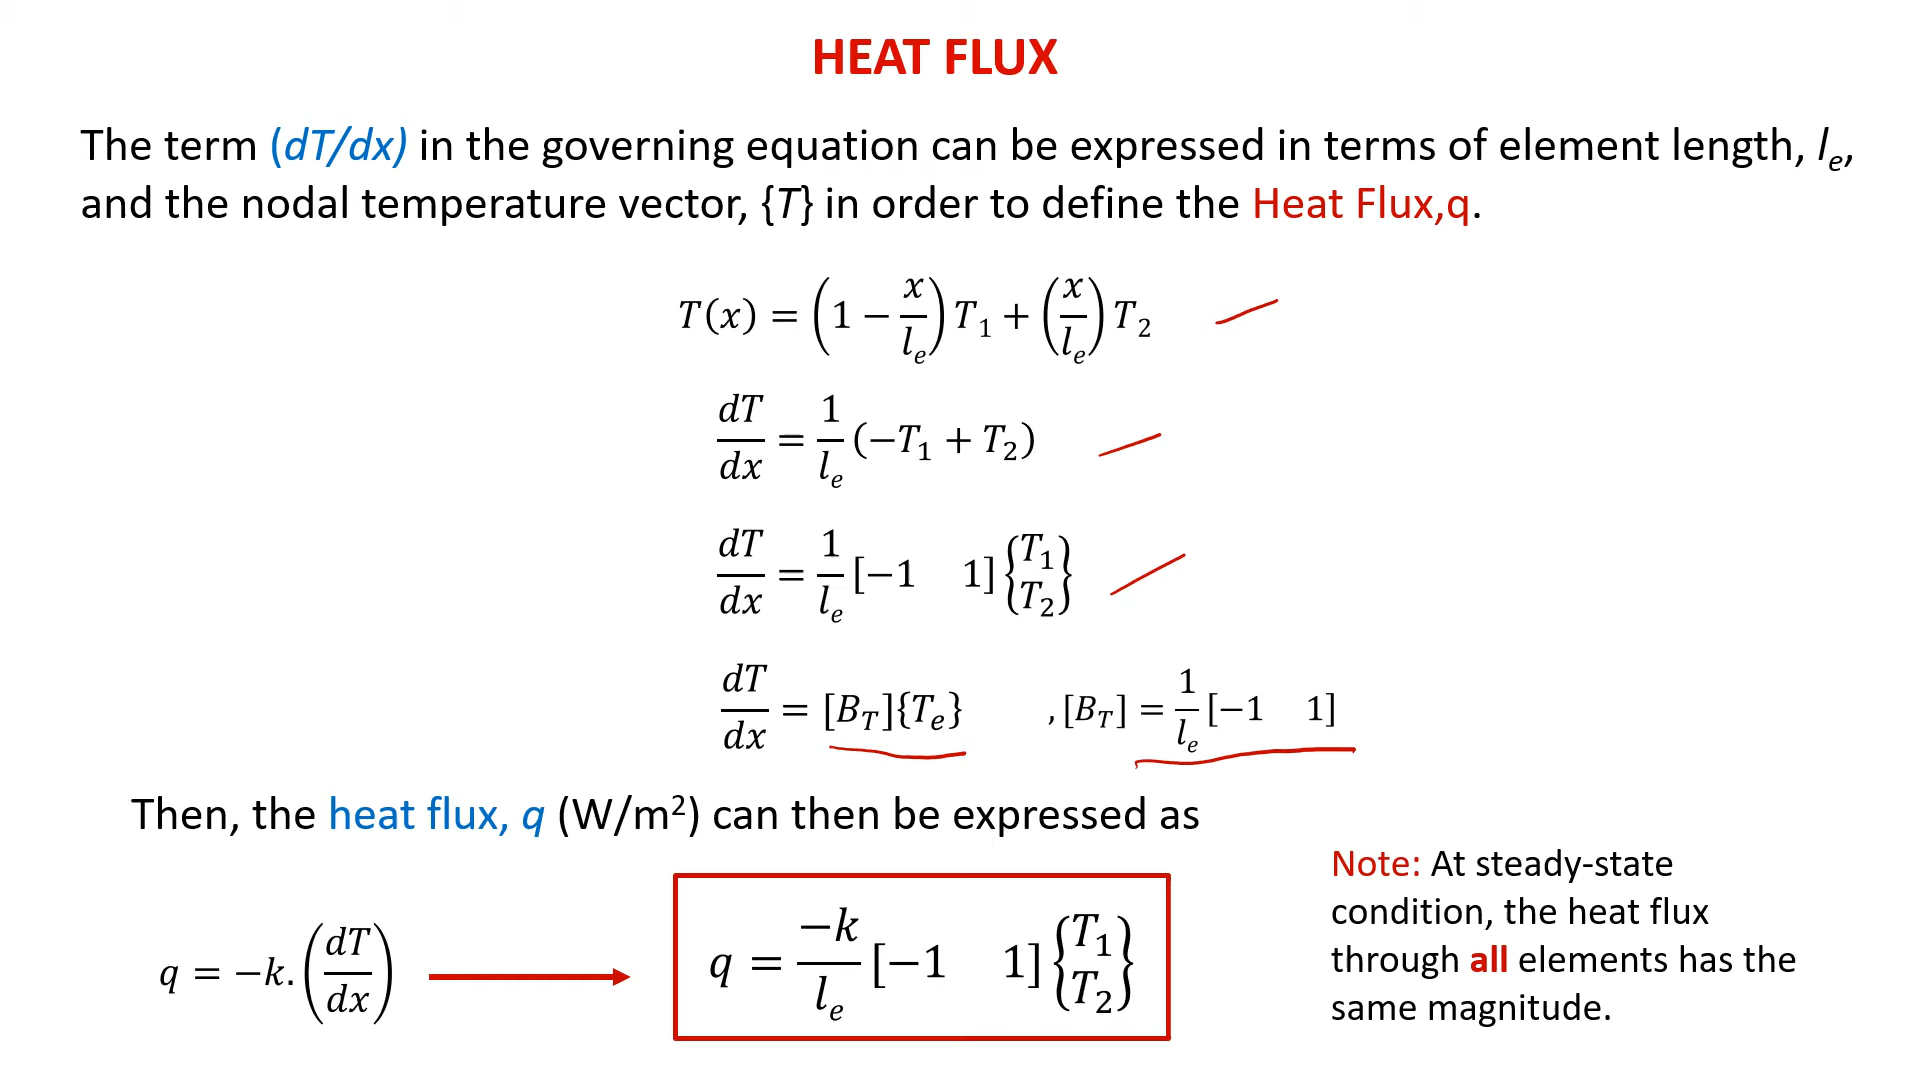 HEAT FLUX
The term (dT/dx) in the governing equation can be expressed in terms of element length, lₑ,
and the nodal temperature vector, {T} in order to define the Heat Flux,q.
T(x) = (1 − x/lₑ) T₁ + (x/lₑ) T₂
dT/dx = 1/lₑ (−T₁ + T₂)
dT/dx = 1/lₑ [−1 1] {T₁ T₂}
dT/dx = [B_T]{Tₑ} , [B_T] = 1/lₑ [−1 1]
Then, the heat flux, q (W/m²) can then be expressed as
q = −k. (dT/dx)
q = −k/lₑ [−1 1] {T₁ T₂}
Note: At steady-state
condition, the heat flux
through all elements has the
same magnitude.